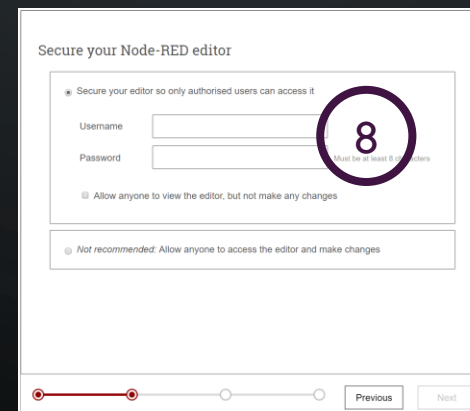 Secure your Node-RED editor
Secure your editor so only authorised users can access it
Username
8
Password
Must be at least 8 characters
Allow anyone to view the editor, but not make any changes
Not recommended: Allow anyone to access the editor and make changes
Previous
Next